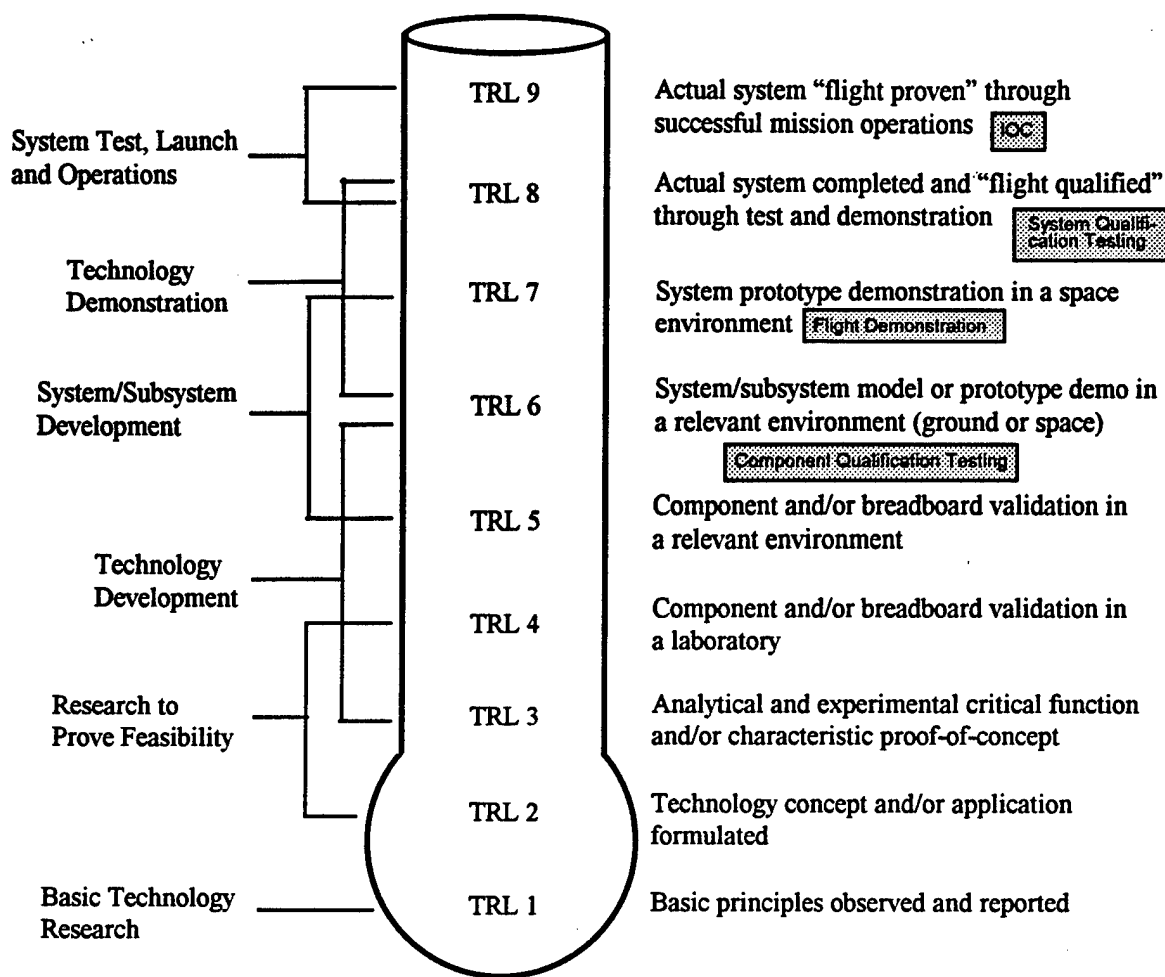 TRL 9
Actual system “flight proven” through
successful mission operations
IOC
System Test, Launch
and Operations
TRL 8
Actual system completed and “flight qualified”
through test and demonstration
System Qualifi-
cation Testing
Technology
Demonstration
TRL 7
System prototype demonstration in a space
environment
Flight Demonstration
System/Subsystem
Development
TRL 6
System/subsystem model or prototype demo in
a relevant environment (ground or space)
Component Qualification Testing
TRL 5
Component and/or breadboard validation in
a relevant environment
Technology
Development
TRL 4
Component and/or breadboard validation in
a laboratory
Research to
Prove Feasibility
TRL 3
Analytical and experimental critical function
and/or characteristic proof-of-concept
TRL 2
Technology concept and/or application
formulated
Basic Technology
Research
TRL 1
Basic principles observed and reported